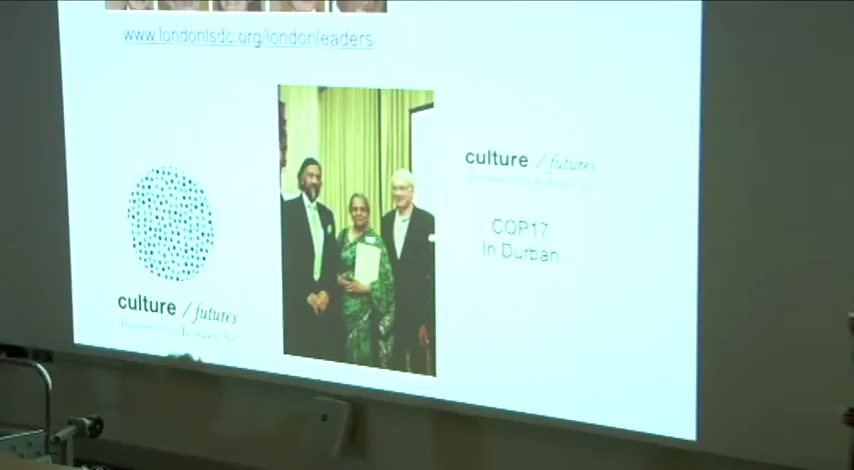 www.londonlsdc.org/londonleaders
culture / futures
COP17
In Durban
culture / futures